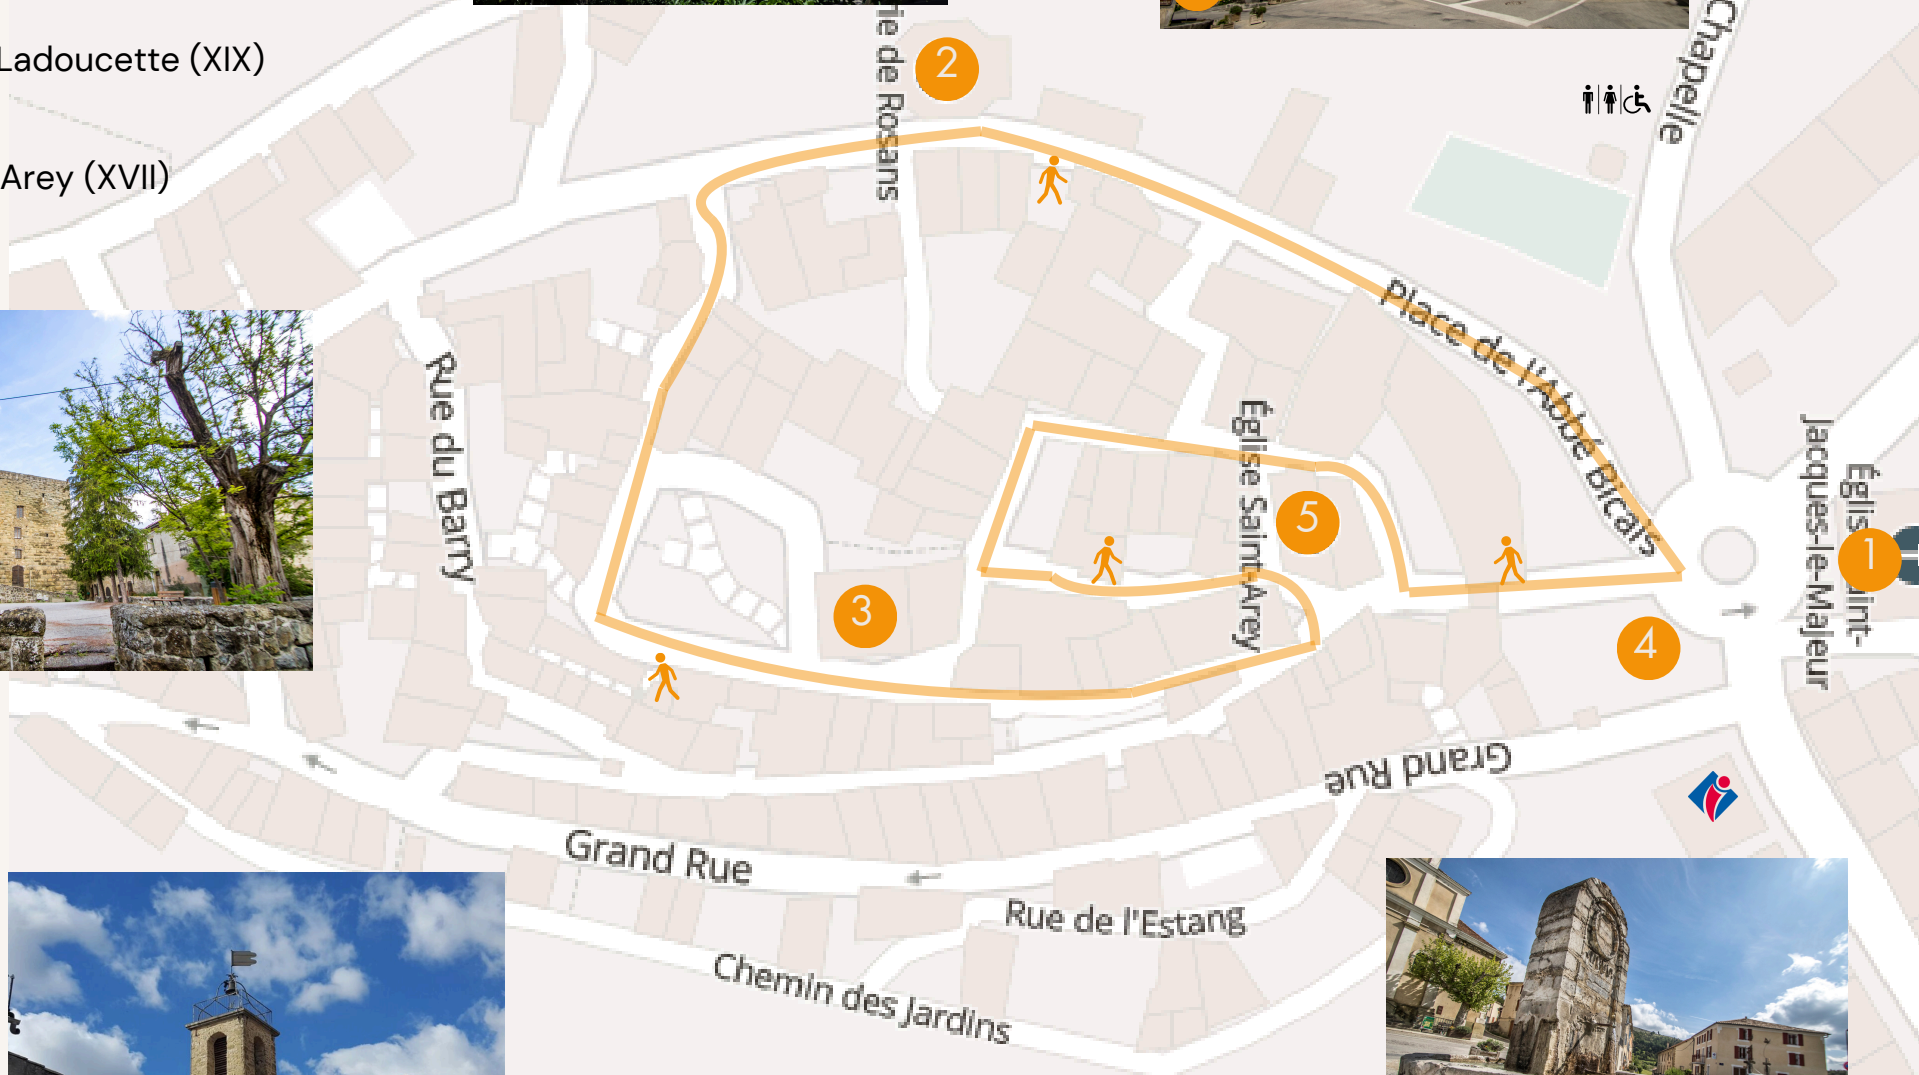 Ladoucette (XIX)
Arey (XVII)
ie de Rosans
2
Chapelle
Place de l'Abbé Bicais
Rue du Barry
Église Saint-Arey
5
1
Église Saint-
Jacques-le-Majeur
3
4
Grand Rue
Grand Rue
Rue de l'Estang
Chemin des Jardins